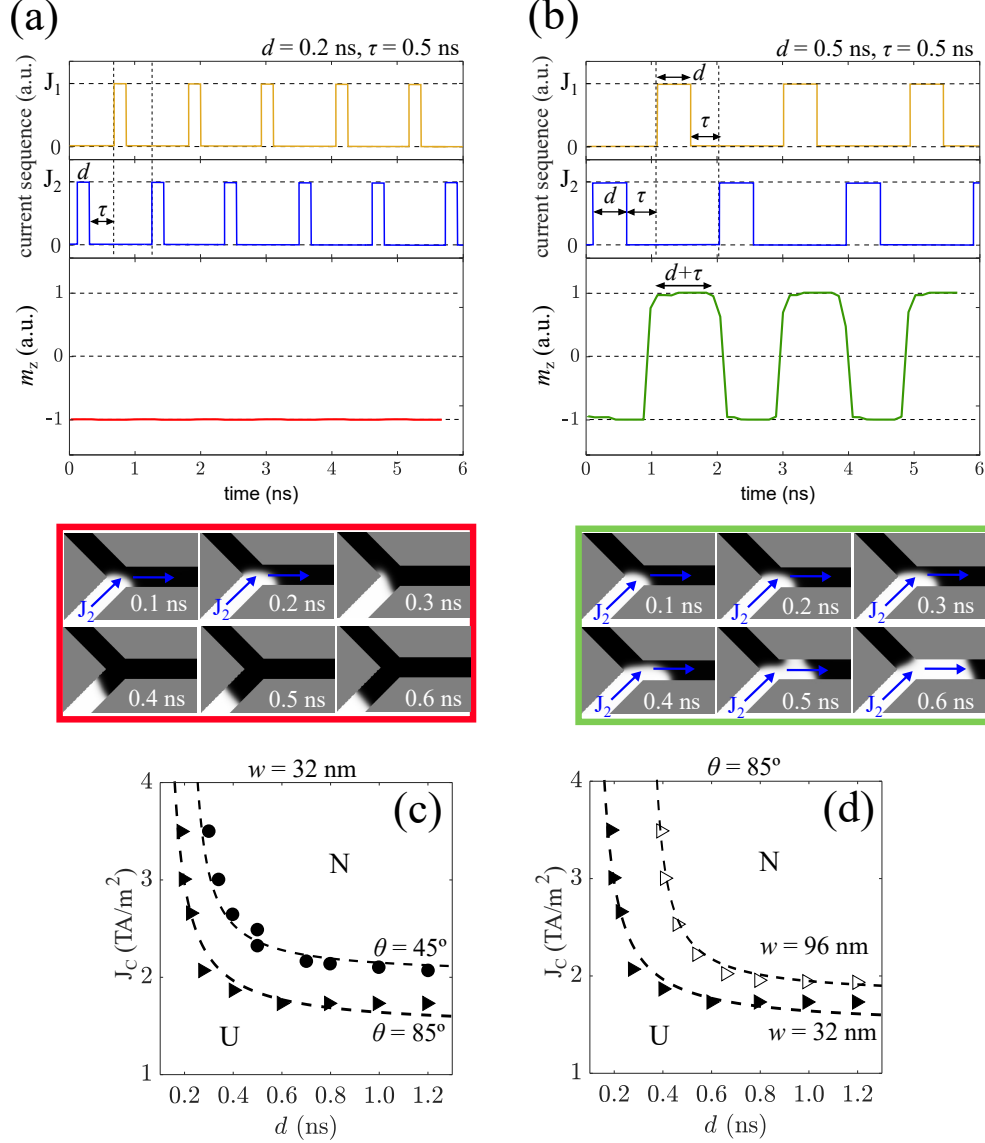 (a)
d = 0.2 ns, τ = 0.5 ns
current sequence (a.u.)
J1
0
current sequence (a.u.)
J2
0
d
τ
mz (a.u.)
1
0
-1
0 1 2 3 4 5 6
time (ns)
(b)
d = 0.5 ns, τ = 0.5 ns
current sequence (a.u.)
J1
0
d
τ
current sequence (a.u.)
J2
0
d
τ
mz (a.u.)
1
0
-1
d+τ
0 1 2 3 4 5 6
time (ns)
J2 0.1 ns
J2 0.2 ns
0.3 ns
0.4 ns
0.5 ns
0.6 ns
J2 0.1 ns
J2 0.2 ns
J2 0.3 ns
J2 0.4 ns
J2 0.5 ns
J2 0.6 ns
w = 32 nm
(c)
JC (TA/m²)
4
3
2
1
N
θ = 45º
θ = 85º
U
0.2 0.4 0.6 0.8 1.0 1.2
d (ns)
θ = 85º
(d)
JC (TA/m²)
4
3
2
1
N
w = 96 nm
w = 32 nm
U
0.2 0.4 0.6 0.8 1.0 1.2
d (ns)